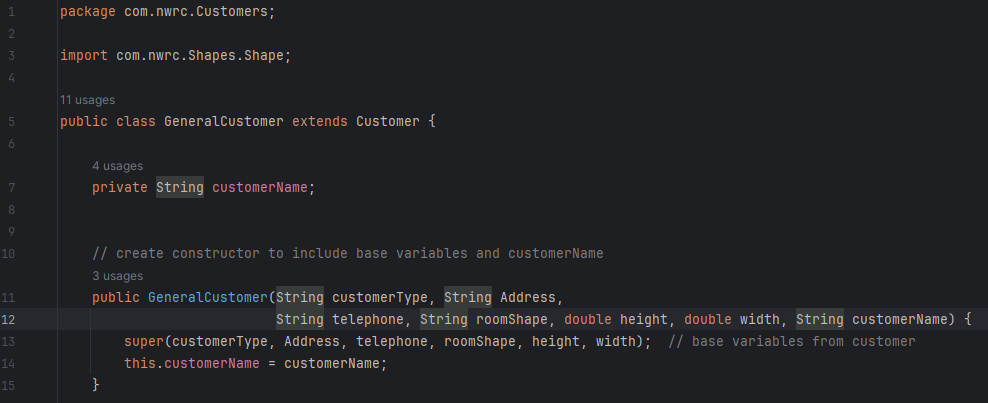 1 package com.nwrc.Customers;
2
3 import com.nwrc.Shapes.Shape;
4
11 usages
5 public class GeneralCustomer extends Customer {
6
4 usages
7 private String customerName;
8
9
10 // create constructor to include base variables and customerName
3 usages
11 public GeneralCustomer(String customerType, String Address,
12 String telephone, String roomShape, double height, double width, String customerName) {
13 super(customerType, Address, telephone, roomShape, height, width);  // base variables from customer
14 this.customerName = customerName;
15 }